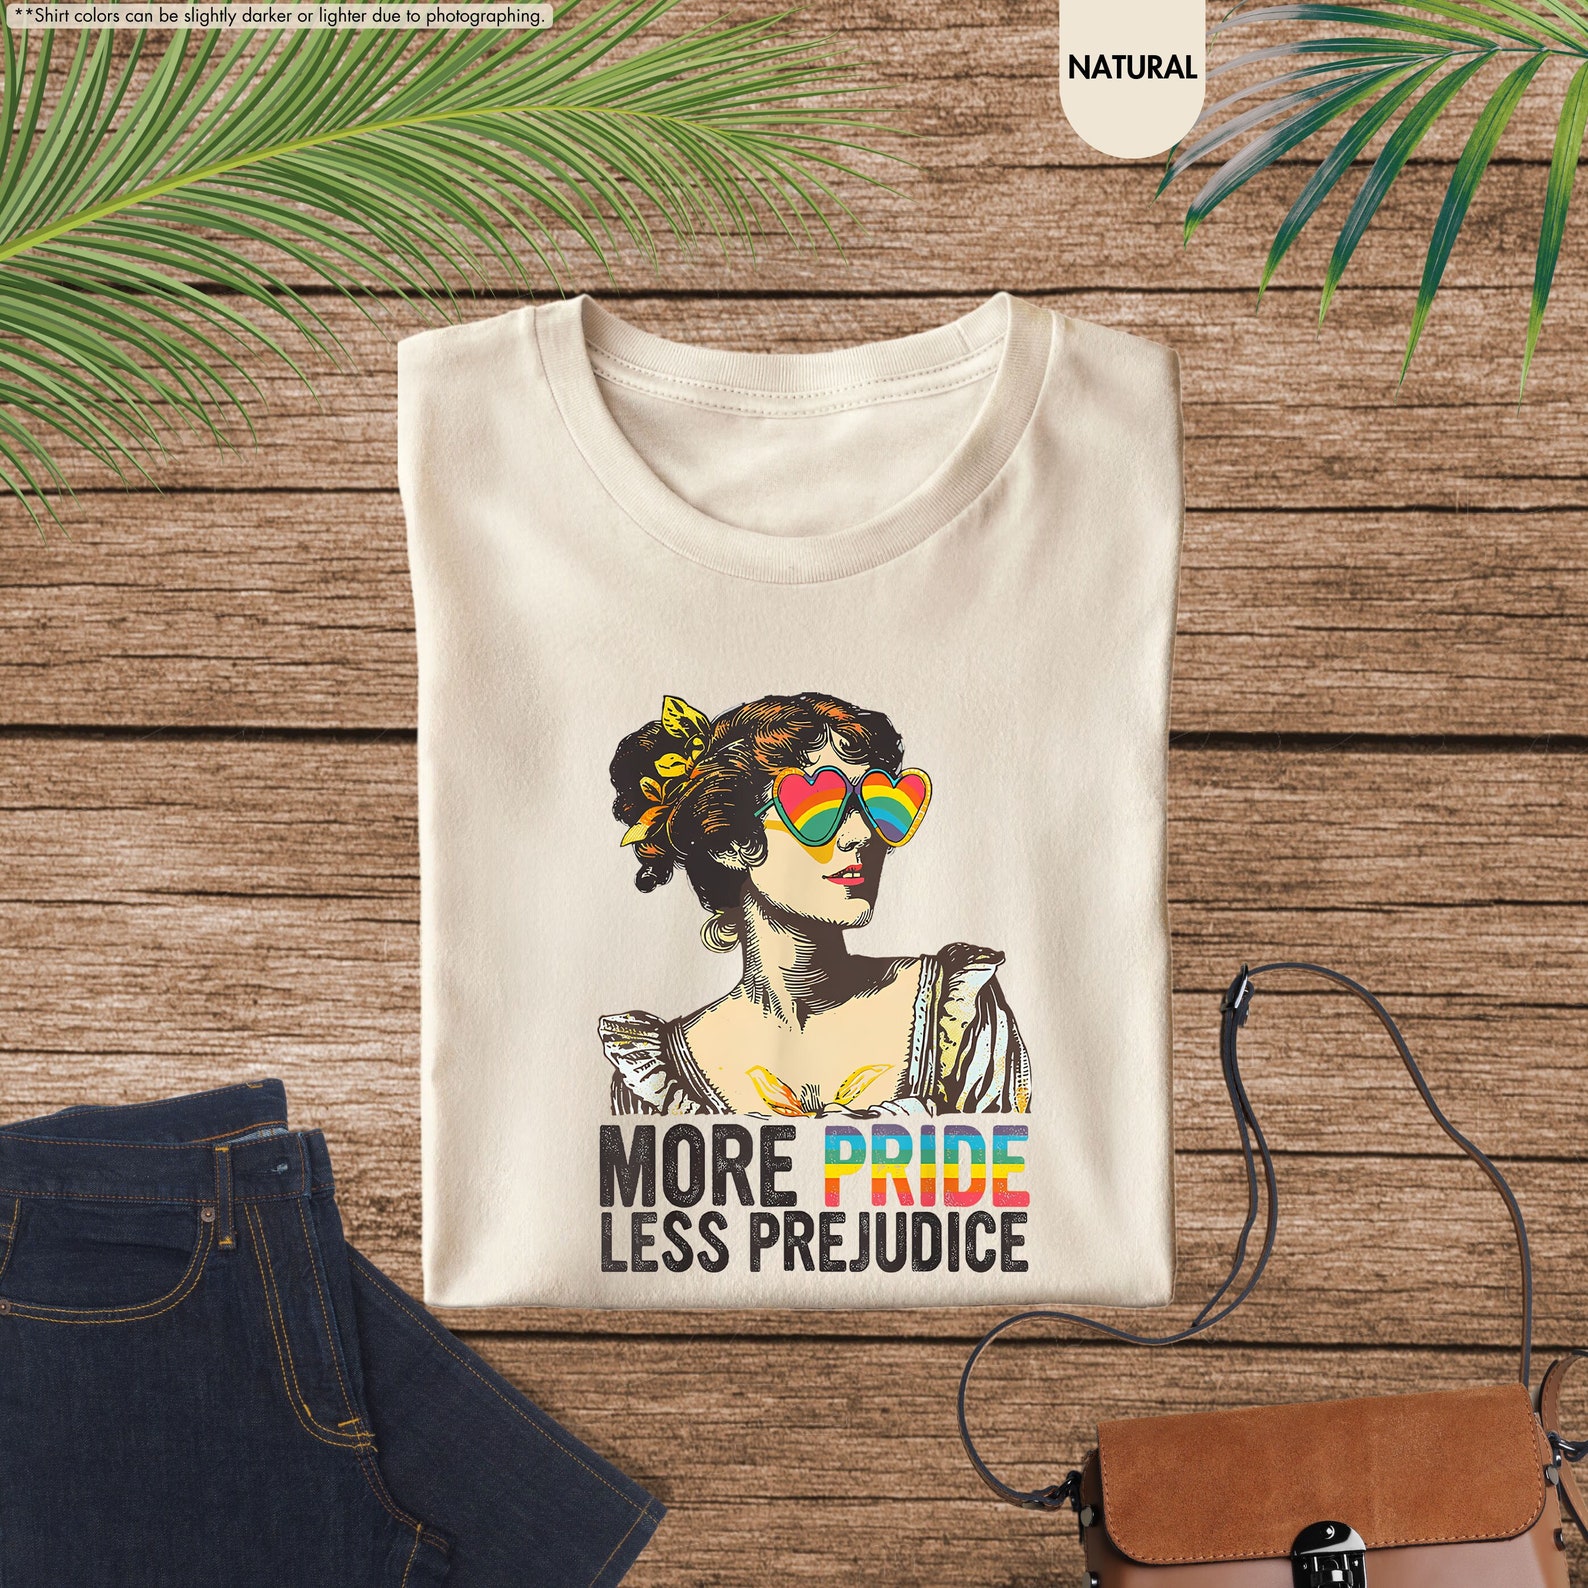 **Shirt colors can be slightly darker or lighter due to photographing.
NATURAL
MORE PRIDE
LESS PREJUDICE